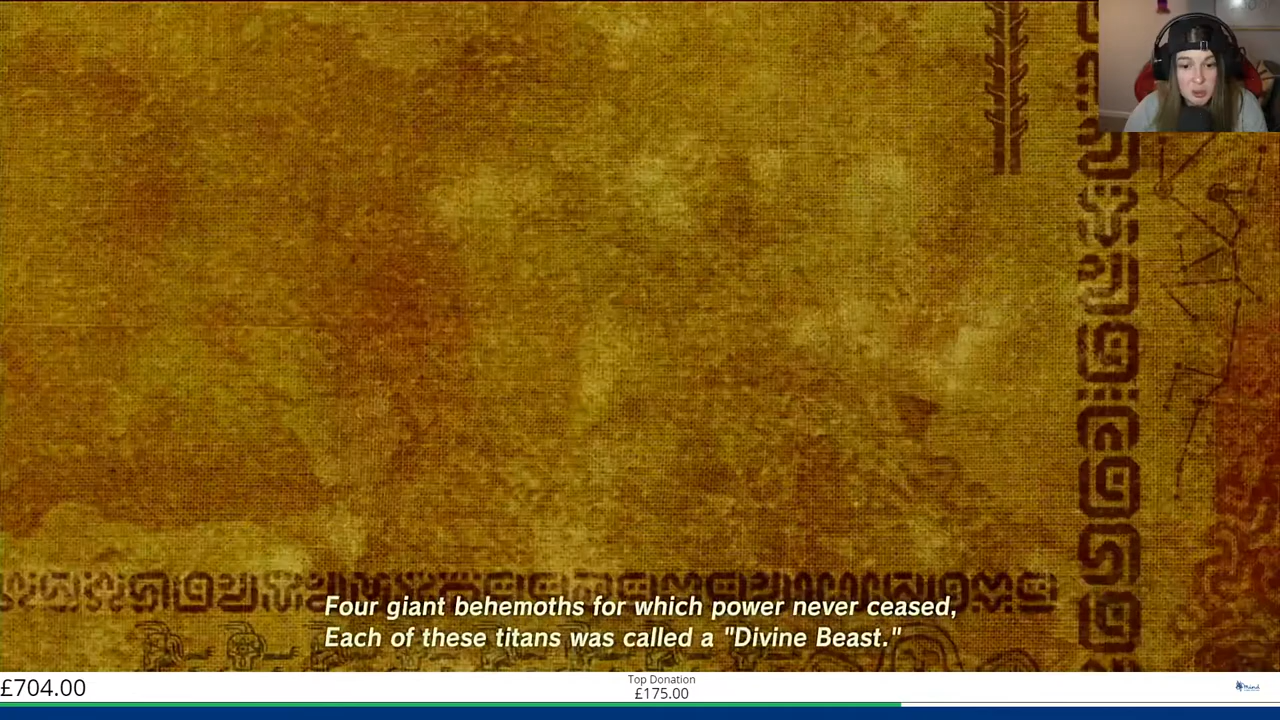 Four giant behemoths for which power never ceased,
Each of these titans was called a "Divine Beast."
£704.00
Top Donation
£175.00
mind